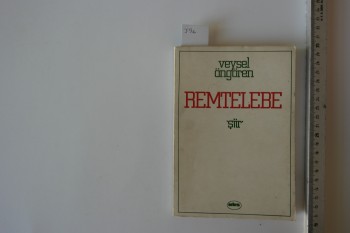 veysel
öngören
REMTELEBE
şiir